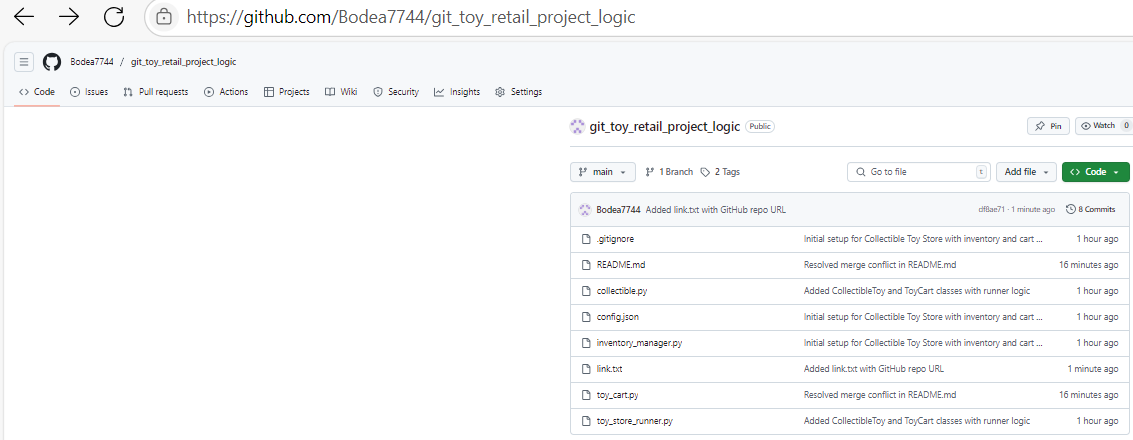 https://github.com/Bodea7744/git_toy_retail_project_logic
Bodea7744 / git_toy_retail_project_logic
Code Issues Pull requests Actions Projects Wiki Security Insights Settings
git_toy_retail_project_logic Public Pin Watch 0
main 1 Branch 2 Tags Go to file t Add file Code
Bodea7744 Added link.txt with GitHub repo URL df8ae71 · 1 minute ago 8 Commits
.gitignore Initial setup for Collectible Toy Store with inventory and cart ... 1 hour ago
README.md Resolved merge conflict in README.md 16 minutes ago
collectible.py Added CollectibleToy and ToyCart classes with runner logic 1 hour ago
config.json Initial setup for Collectible Toy Store with inventory and cart ... 1 hour ago
inventory_manager.py Initial setup for Collectible Toy Store with inventory and cart ... 1 hour ago
link.txt Added link.txt with GitHub repo URL 1 minute ago
toy_cart.py Resolved merge conflict in README.md 16 minutes ago
toy_store_runner.py Added CollectibleToy and ToyCart classes with runner logic 1 hour ago